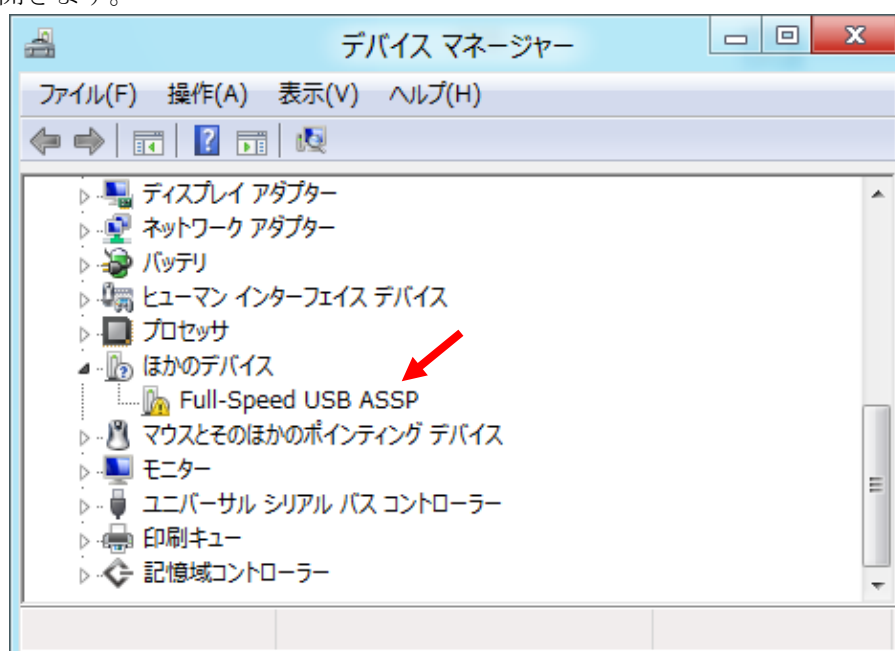 開きます。
デバイス マネージャー
ファイル(F) 操作(A) 表示(V) ヘルプ(H)
ディスプレイ アダプター
ネットワーク アダプター
バッテリ
ヒューマン インターフェイス デバイス
プロセッサ
ほかのデバイス
Full-Speed USB ASSP
マウスとそのほかのポインティング デバイス
モニター
ユニバーサル シリアル バス コントローラー
印刷キュー
記憶域コントローラー